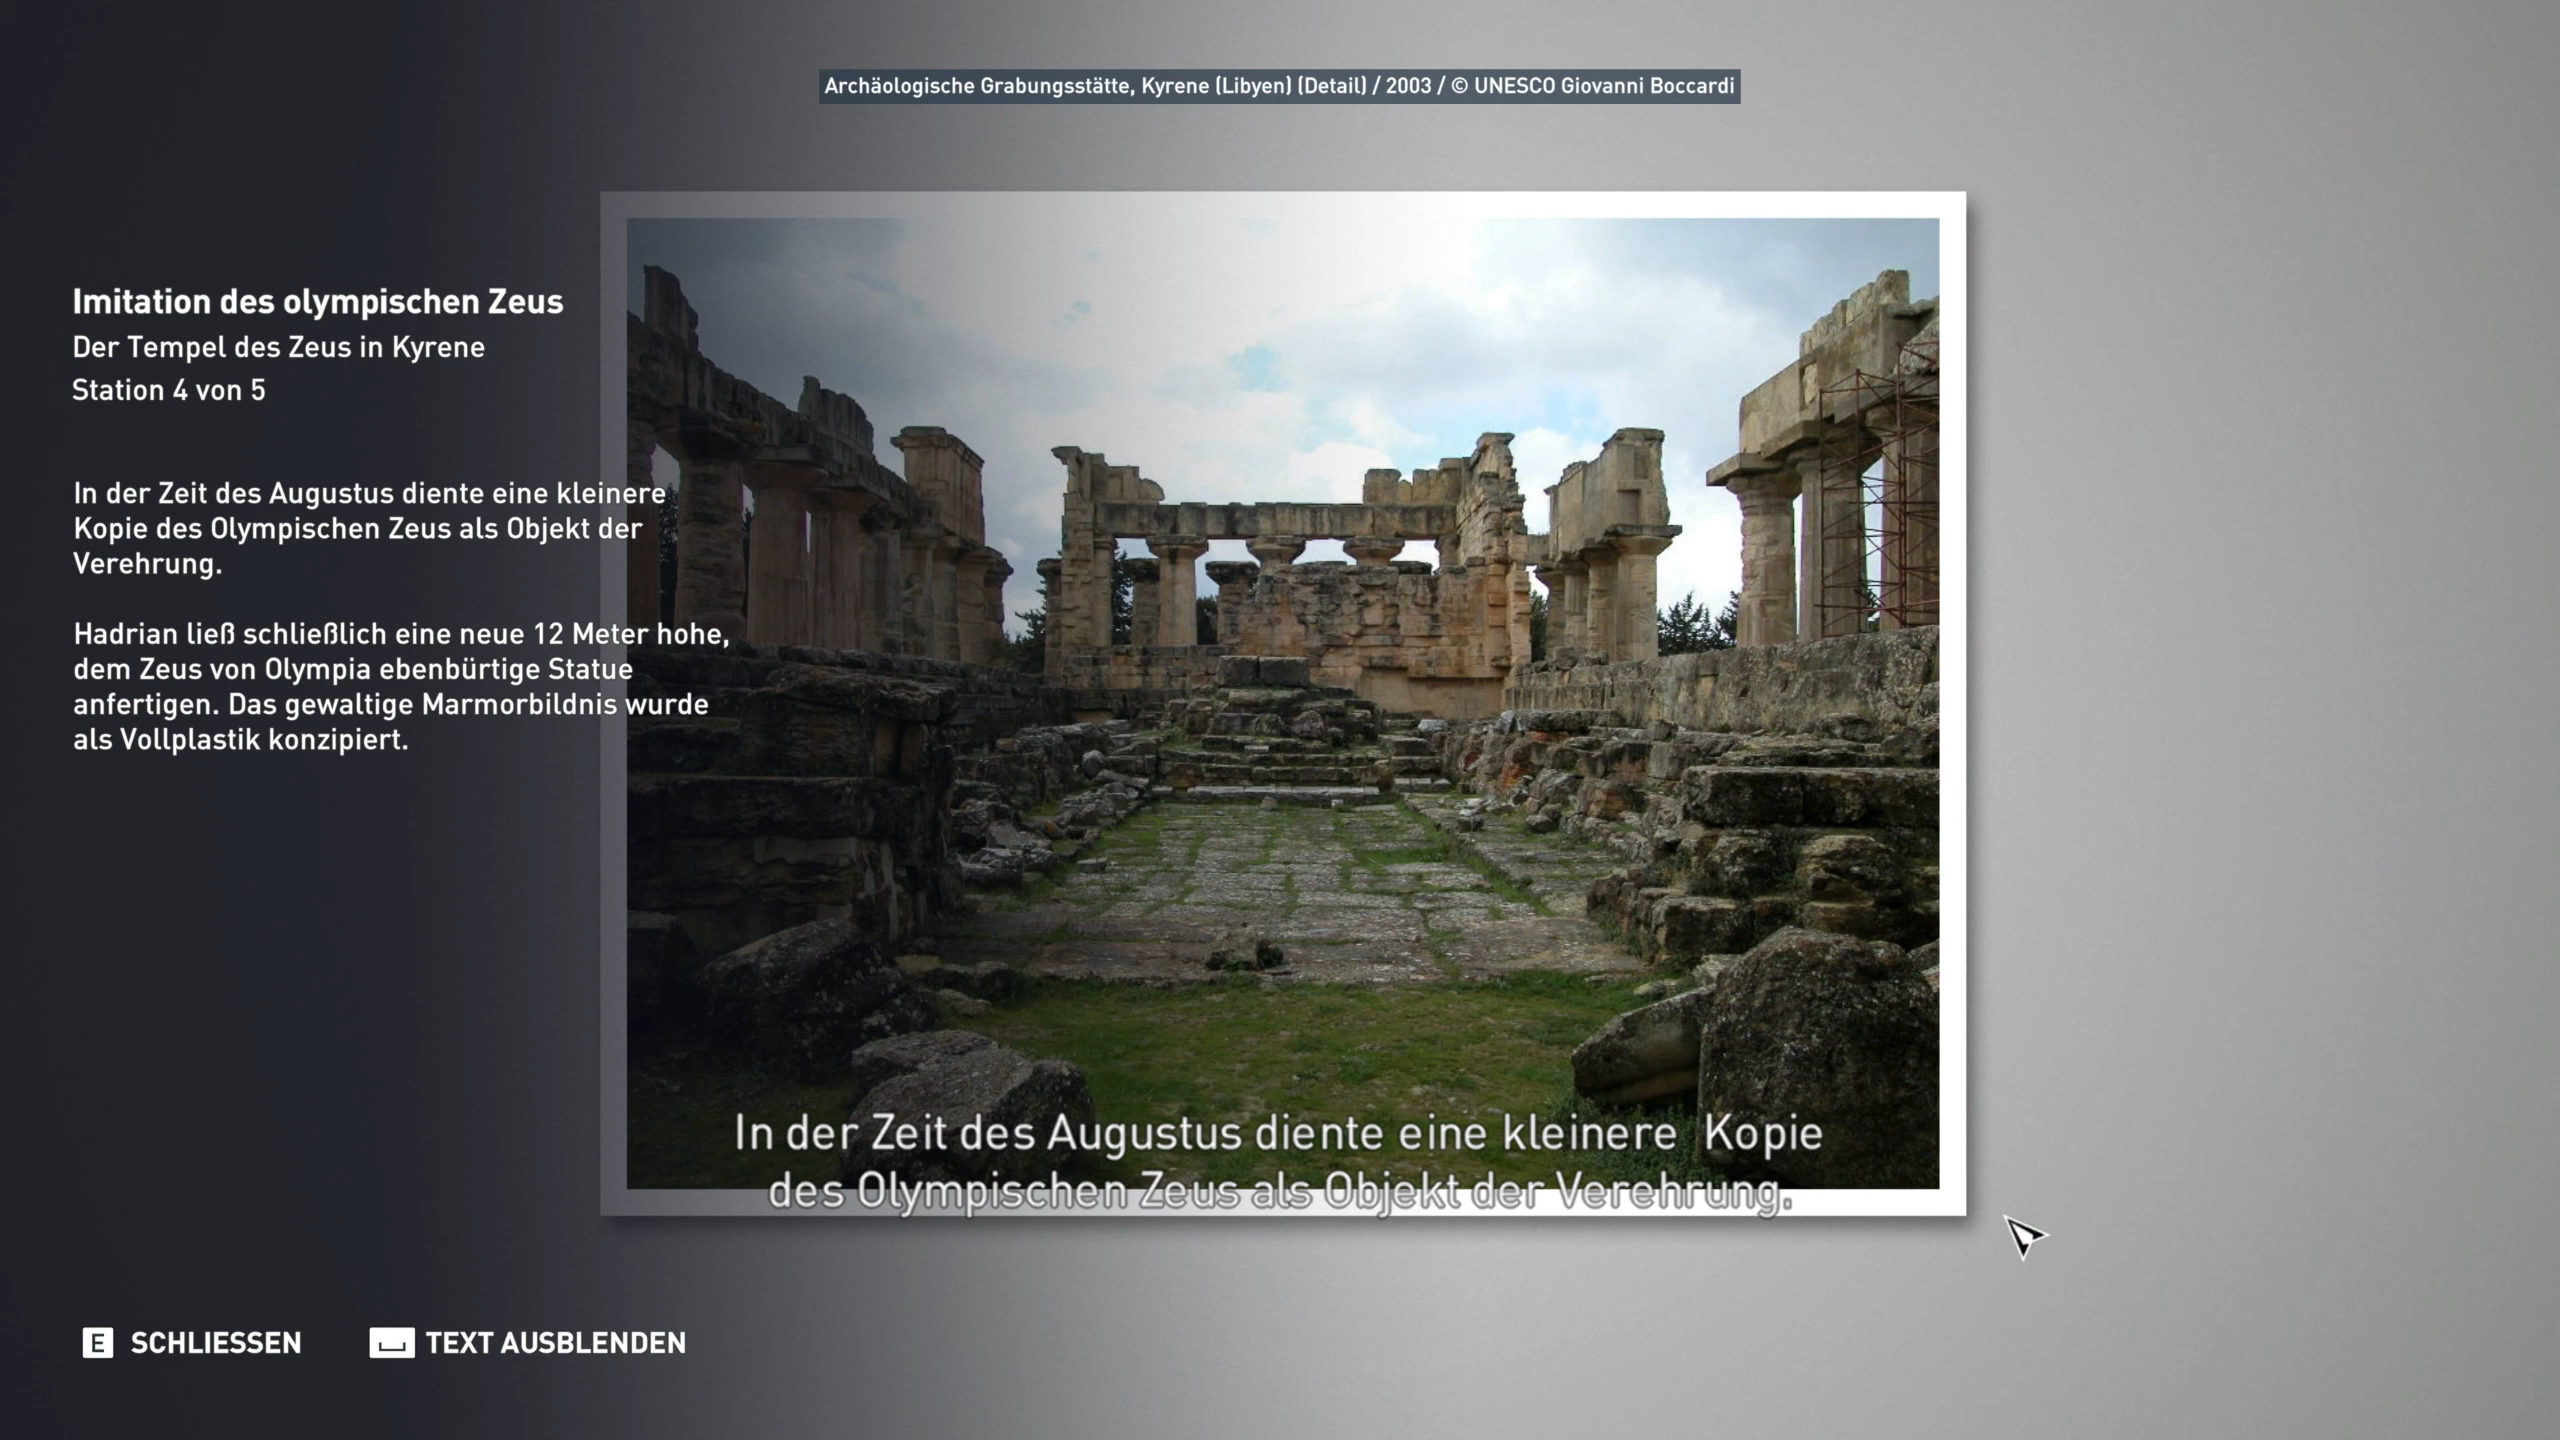 Archäologische Grabungsstätte, Kyrene (Libyen) (Detail) / 2003 / © UNESCO Giovanni Boccardi
Imitation des olympischen Zeus
Der Tempel des Zeus in Kyrene
Station 4 von 5
In der Zeit des Augustus diente eine kleinere
Kopie des Olympischen Zeus als Objekt der
Verehrung.
Hadrian ließ schließlich eine neue 12 Meter hohe,
dem Zeus von Olympia ebenbürtige Statue
anfertigen. Das gewaltige Marmorbildnis wurde
als Vollplastik konzipiert.
In der Zeit des Augustus diente eine kleinere Kopie
des Olympischen Zeus als Objekt der Verehrung.
E SCHLIESSEN TEXT AUSBLENDEN